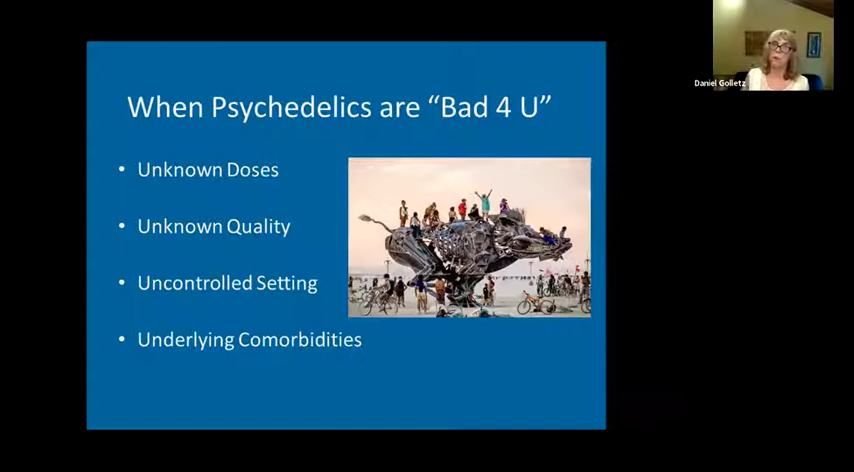 When Psychedelics are “Bad 4 U”
• Unknown Doses
• Unknown Quality
• Uncontrolled Setting
• Underlying Comorbidities
Daniel Golletz